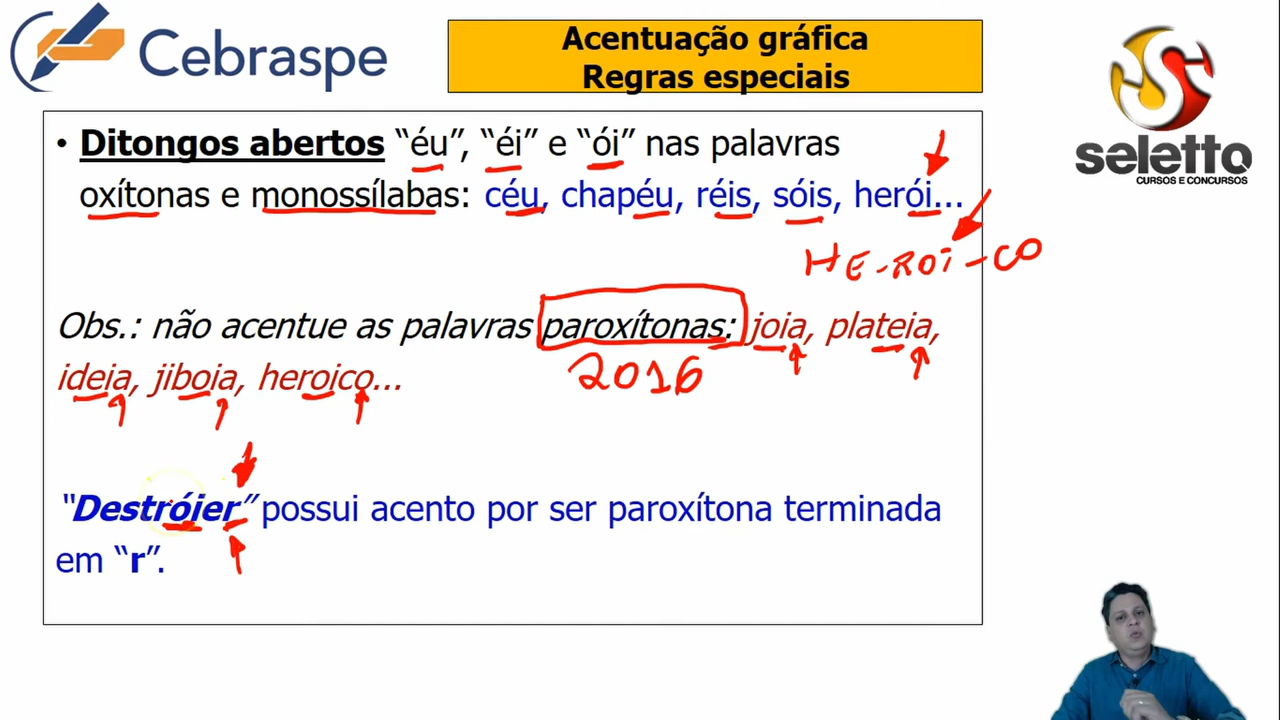 Cebraspe
Acentuação gráfica
Regras especiais
seletto
CURSOS E CONCURSOS
• Ditongos abertos “éu”, “éi” e “ói” nas palavras
oxítonas e monossílabas: céu, chapéu, réis, sóis, herói...
HE-ROI-CO
Obs.: não acentue as palavras paroxítonas: joia, plateia,
2016
ideia, jiboia, heroico...
“Destróier” possui acento por ser paroxítona terminada
em “r”.